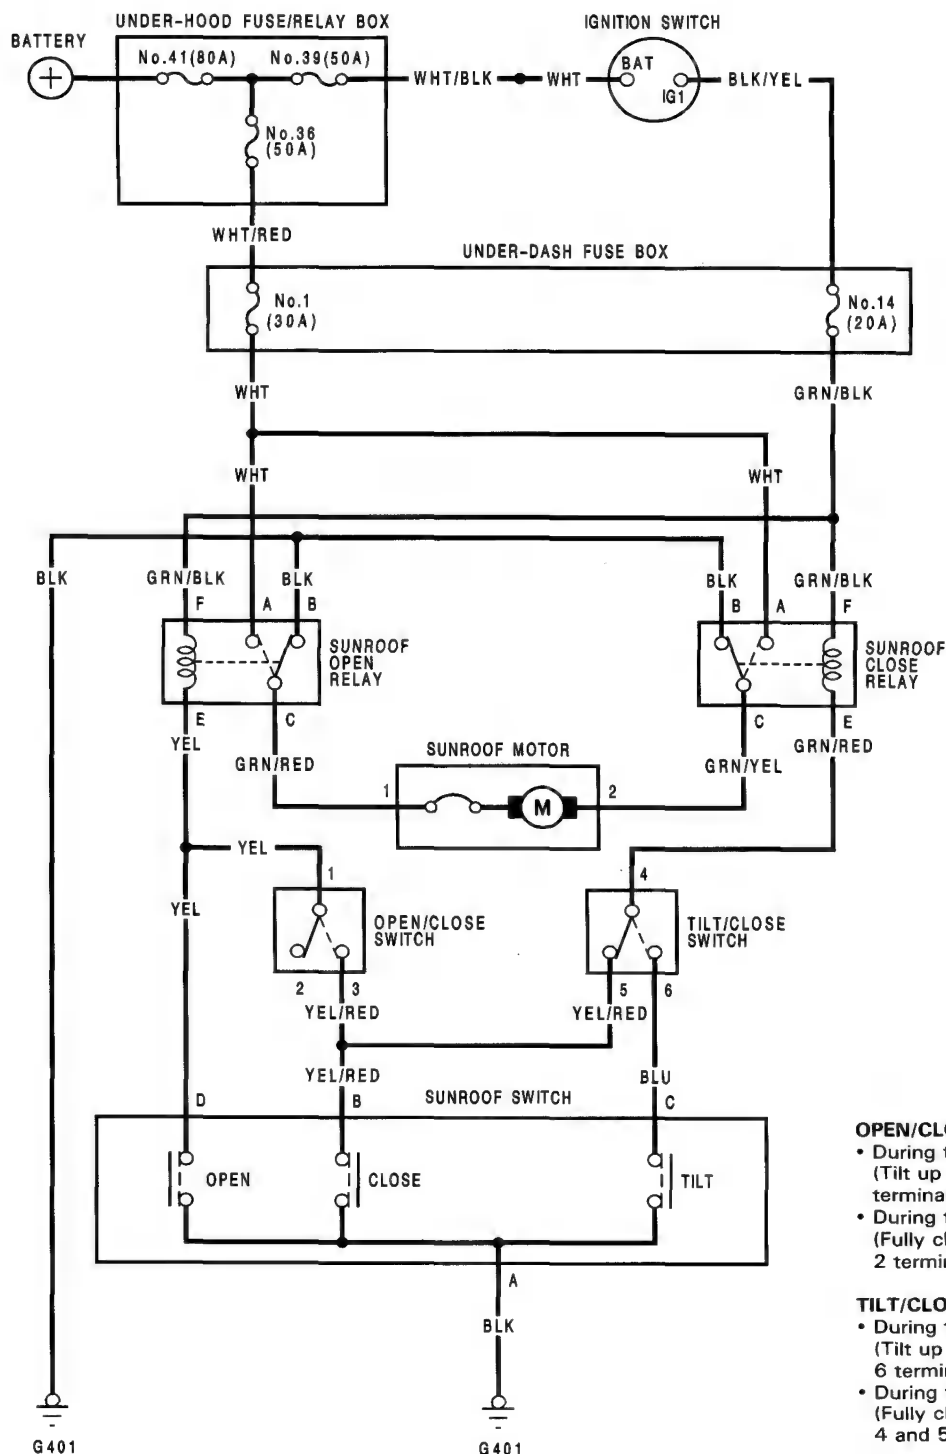 UNDER-HOOD FUSE/RELAY BOX
IGNITION SWITCH
BATTERY
No.41(80A)
No.39(50A)
WHT/BLK
WHT
BAT
IG1
BLK/YEL
No.36
(50A)
WHT/RED
UNDER-DASH FUSE BOX
No.1
(30A)
No.14
(20A)
WHT
GRN/BLK
WHT
WHT
BLK
GRN/BLK
BLK
BLK
GRN/BLK
F
A
B
B
A
F
SUNROOF
OPEN
RELAY
SUNROOF
CLOSE
RELAY
E
C
C
E
YEL
GRN/RED
SUNROOF MOTOR
GRN/YEL
GRN/RED
1
M
2
YEL
1
4
YEL
OPEN/CLOSE
SWITCH
TILT/CLOSE
SWITCH
2
3
5
6
YEL/RED
YEL/RED
YEL/RED
BLU
D
B
SUNROOF SWITCH
C
OPEN
CLOSE
TILT
A
BLK
G401
G401
OPEN/CLO
• During t
(Tilt up
termina
• During
(Fully cl
2 termin
TILT/CLO
• During
(Tilt up
6 termin
• During
(Fully cl
4 and 5